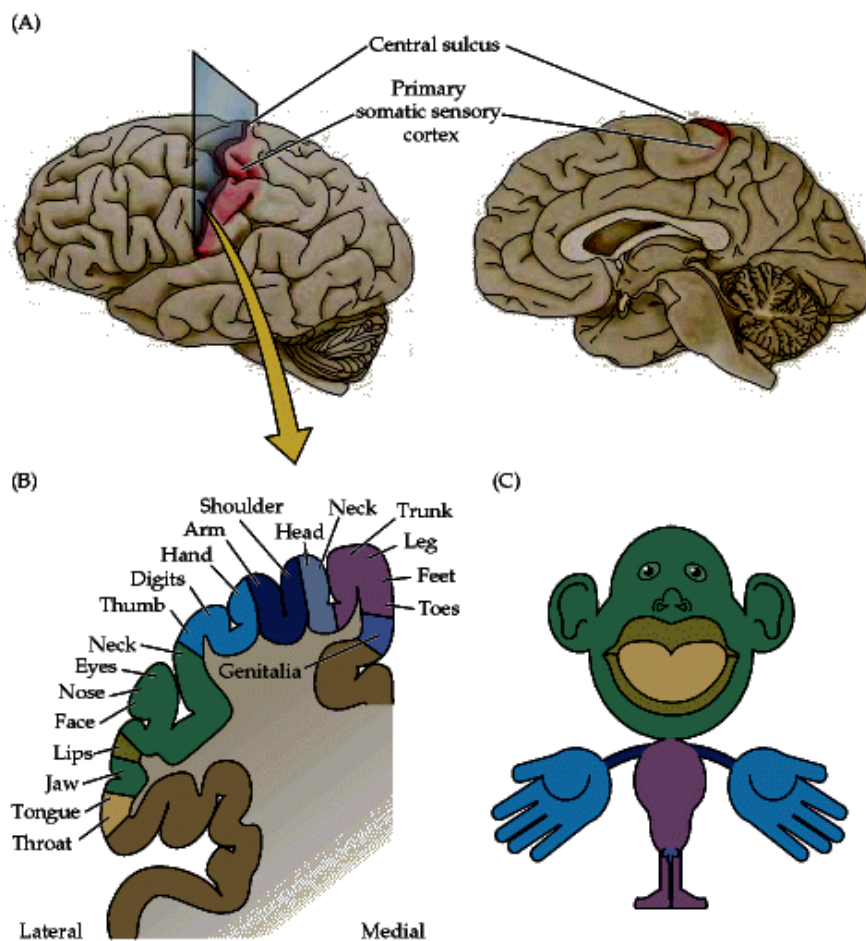 (A)
Central sulcus
Primary
somatic sensory
cortex
(B)
(C)
Shoulder
Neck
Trunk
Arm
Head
Leg
Hand
Feet
Digits
Toes
Thumb
Neck
Genitalia
Eyes
Nose
Face
Lips
Jaw
Tongue
Throat
Lateral
Medial